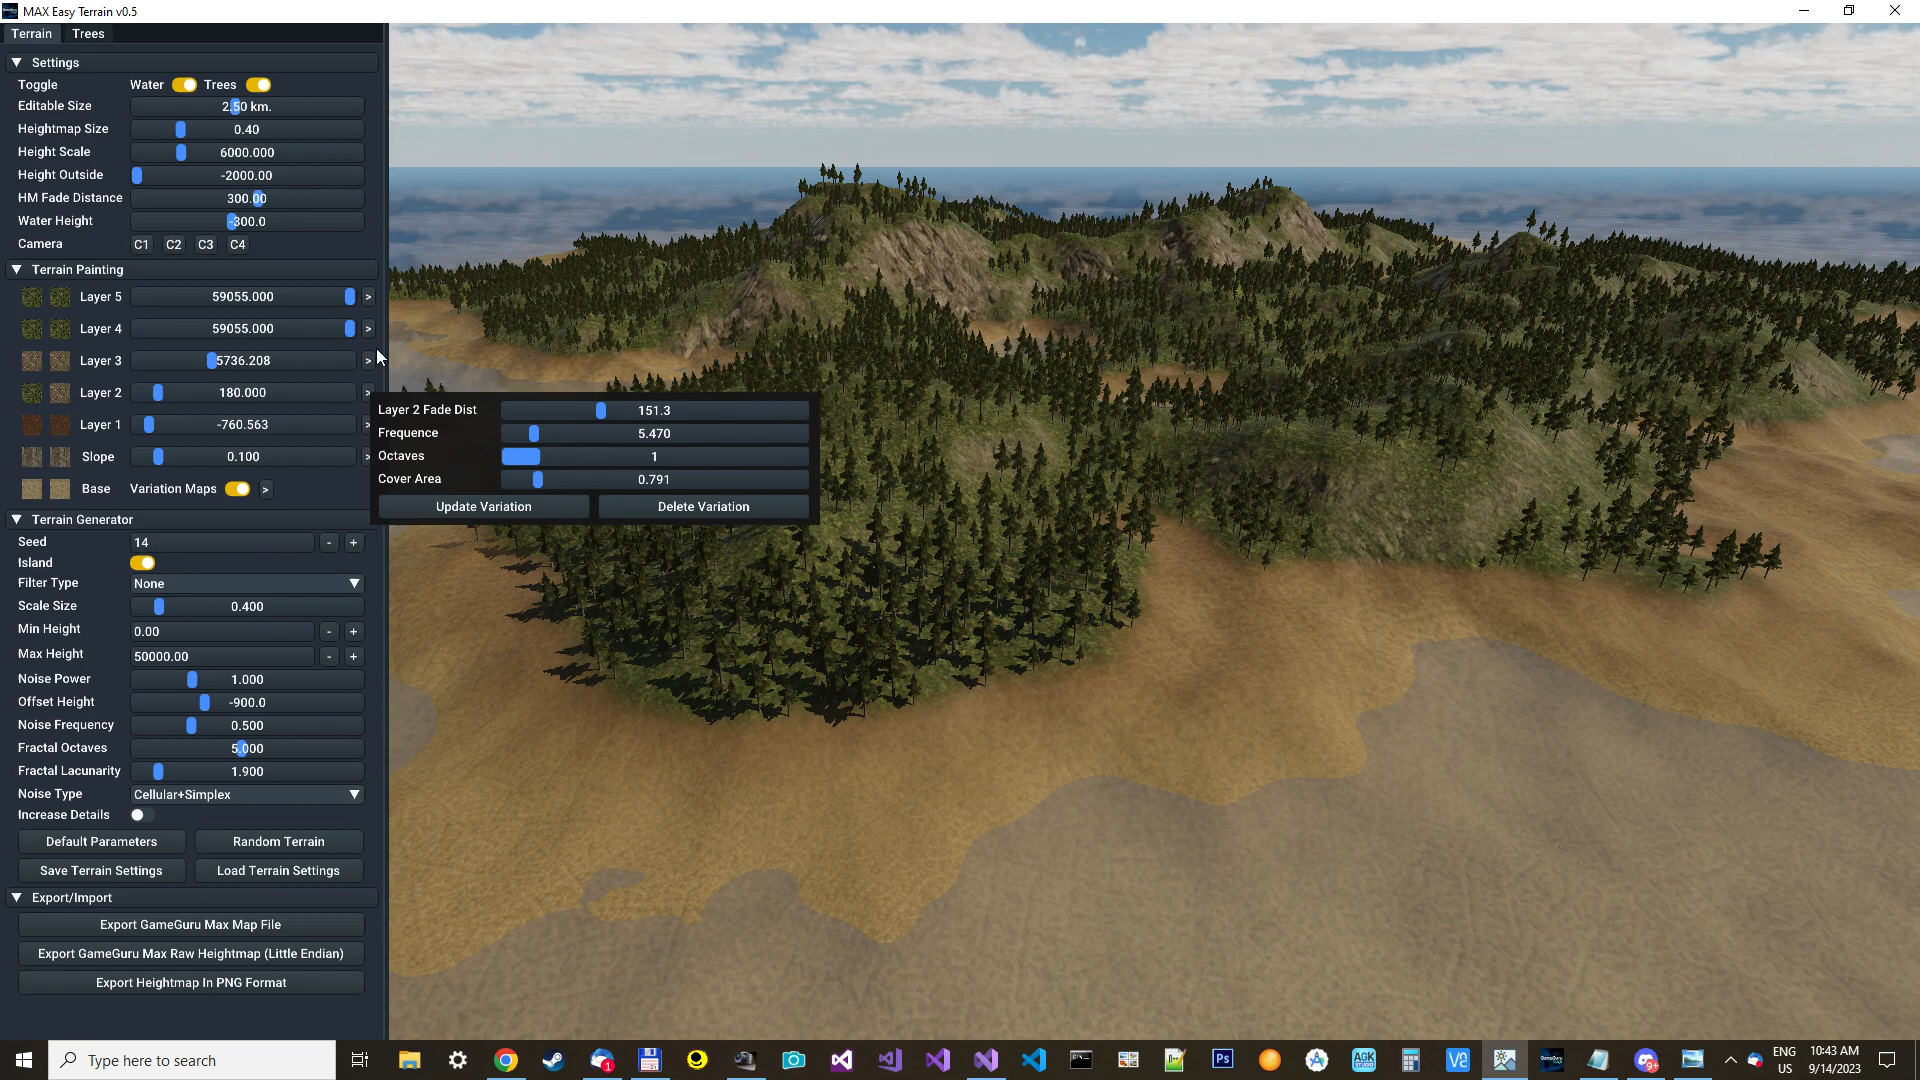 MAX Easy Terrain v0.5
Terrain Trees
Settings
Toggle Water Trees
Editable Size 2.50 km.
Heightmap Size 0.40
Height Scale 6000.000
Height Outside -2000.00
HM Fade Distance 300.00
Water Height -300.0
Camera C1 C2 C3 C4
Terrain Painting
Layer 5 59055.000 >
Layer 4 59055.000 >
Layer 3 5736.208 >
Layer 2 180.000 >
Layer 1 -760.563 >
Slope 0.100 >
Base Variation Maps >
Layer 2 Fade Dist 151.3
Frequence 5.470
Octaves 1
Cover Area 0.791
Update Variation Delete Variation
Terrain Generator
Seed 14 - +
Island
Filter Type None
Scale Size 0.400
Min Height 0.00 - +
Max Height 50000.00 - +
Noise Power 1.000
Offset Height -900.0
Noise Frequency 0.500
Fractal Octaves 5.000
Fractal Lacunarity 1.900
Noise Type Cellular+Simplex
Increase Details
Default Parameters Random Terrain
Save Terrain Settings Load Terrain Settings
Export/Import
Export GameGuru Max Map File
Export GameGuru Max Raw Heightmap (Little Endian)
Export Heightmap In PNG Format
Type here to search
1
Ps
AGK
9+
ENG
US
10:43 AM
9/14/2023